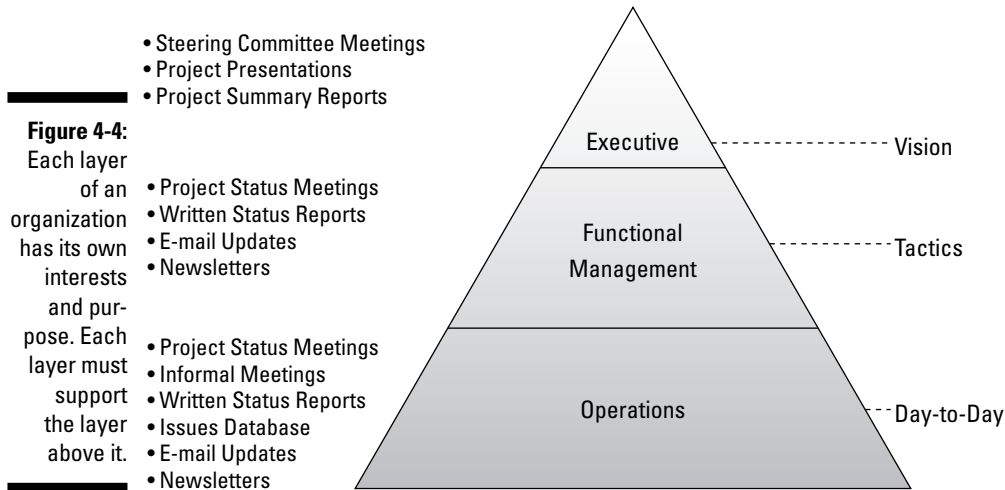 • Steering Committee Meetings
• Project Presentations
• Project Summary Reports
Figure 4-4:
Each layer
of an
organization
has its own
interests
and pur-
pose. Each
layer must
support
the layer
above it.
• Project Status Meetings
• Written Status Reports
• E-mail Updates
• Newsletters
• Project Status Meetings
• Informal Meetings
• Written Status Reports
• Issues Database
• E-mail Updates
• Newsletters
Executive
Vision
Functional
Management
Tactics
Operations
Day-to-Day